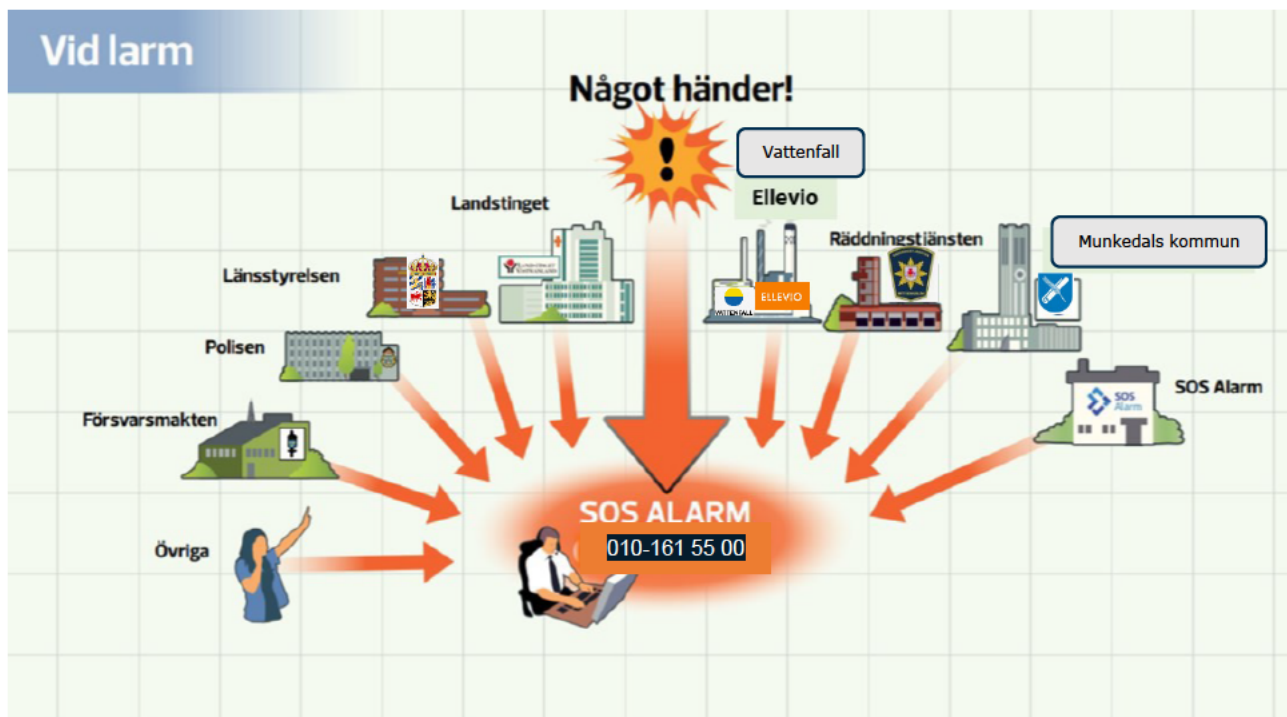 Vid larm
Något händer!
Vattenfall
Ellevio
Landstinget
Räddningstjänsten
Munkedals kommun
Länsstyrelsen
VATTENFALL
ELLEVIO
Polisen
SOS Alarm
SOS
Alarm
Försvarsmakten
SOS ALARM
010-161 55 00
Övriga